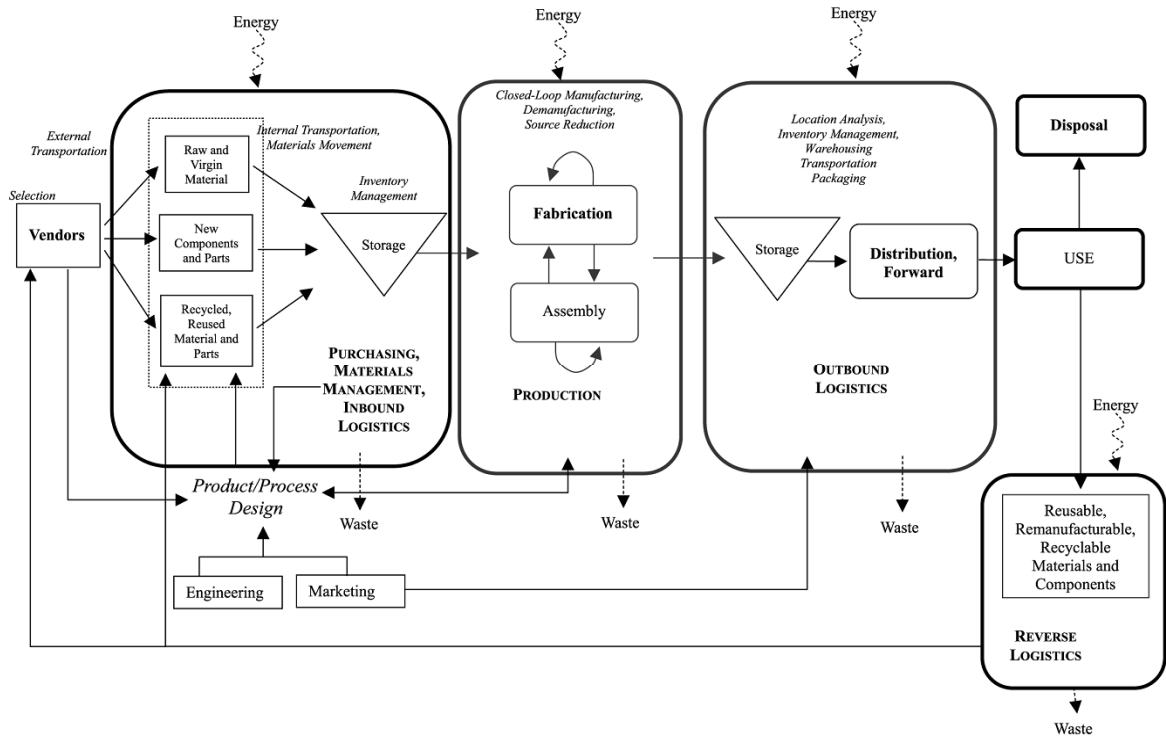 Energy
Energy
Energy
External
Transportation
Selection
Vendors
Raw and
Virgin
Material
New
Components
and Parts
Recycled,
Reused
Material and
Parts
Internal Transportation,
Materials Movement
Inventory
Management
Storage
PURCHASING,
MATERIALS
MANAGEMENT,
INBOUND
LOGISTICS
Closed-Loop Manufacturing,
Demanufacturing,
Source Reduction
Fabrication
Assembly
PRODUCTION
Location Analysis,
Inventory Management,
Warehousing
Transportation
Packaging
Storage
Distribution,
Forward
OUTBOUND
LOGISTICS
Disposal
USE
Energy
Reusable,
Remanufacturable,
Recyclable
Materials and
Components
REVERSE
LOGISTICS
Waste
Product/Process
Design
Waste
Waste
Waste
Engineering
Marketing